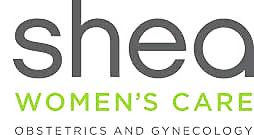 shea
WOMEN'S CARE
OBSTETRICS AND GYNECOLOGY